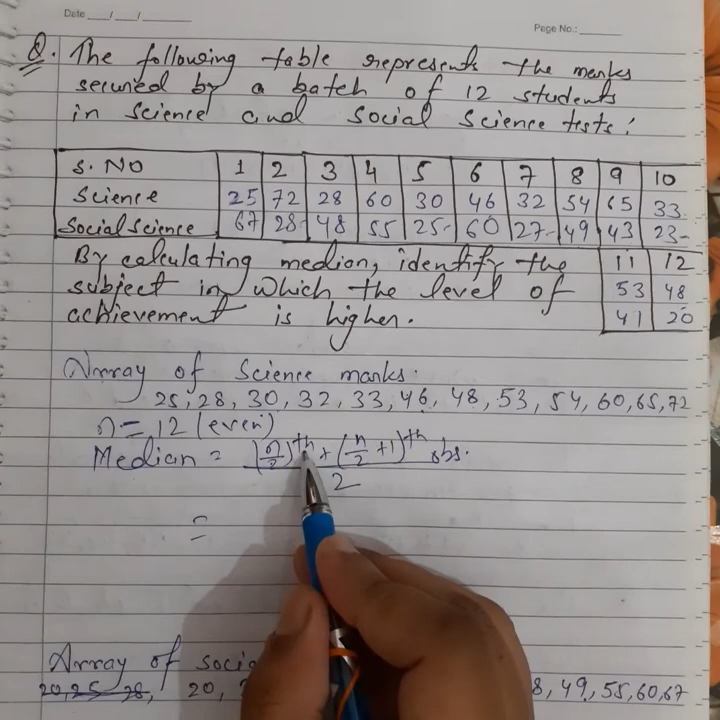 Date ___/___/___
Page No.:
Q. The following table represents the marks
secured by a batch of 12 students
in science and social science tests:
S. NO 1 2 3 4 5 6 7 8 9 10
Science 25 72 28 60 30 46 32 54 65 33
Social science 67 28 48 55 25 60 27 49 43 23
By calculating median, identify the 11 12
subject in which the level of 53 48
achievement is higher. 41 20
Array of Science marks.
25, 28, 30, 32, 33, 46, 48, 53, 54, 60, 65, 72
n = 12 (even)
Median = (n/2)th + (n/2 + 1)th obs.
2
=
Array of soci
20, 25 28, 20, 8, 49, 55, 60, 67